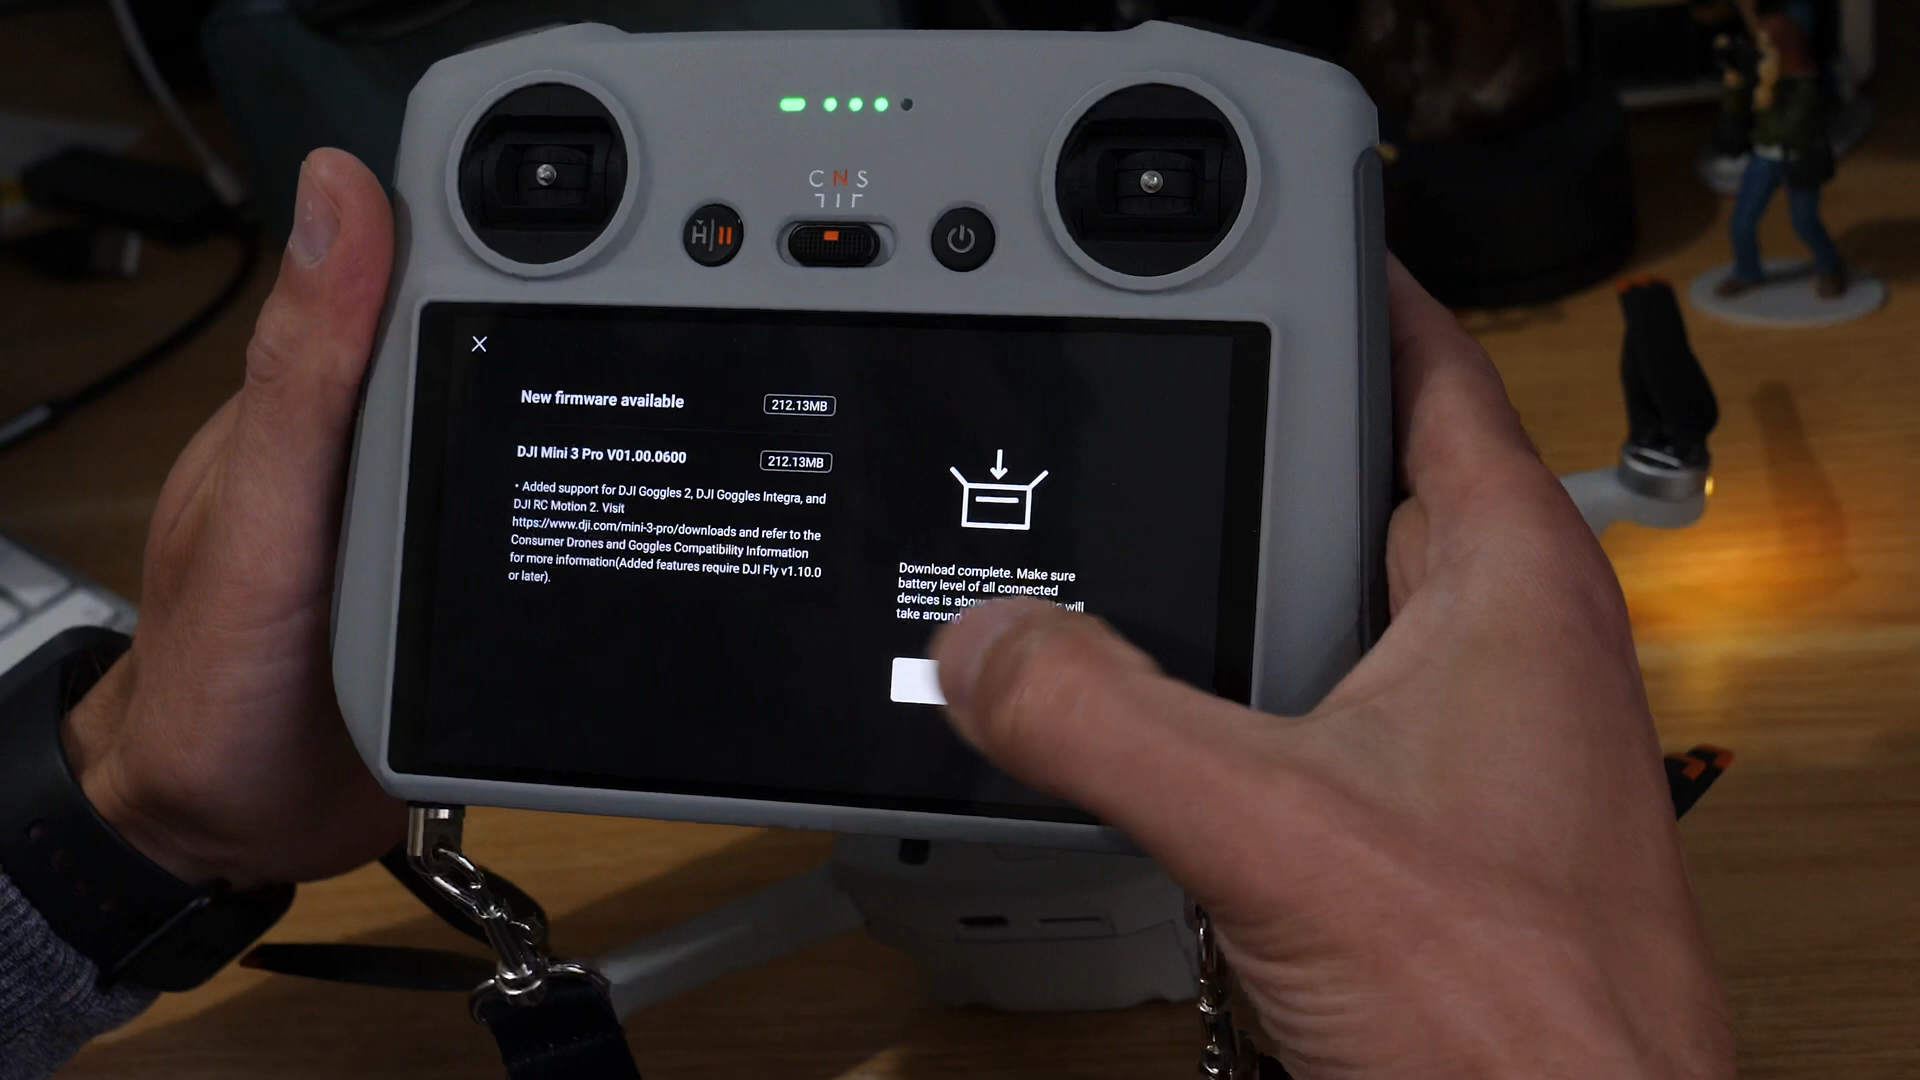 C N S
H
New firmware available 212.13MB
DJI Mini 3 Pro V01.00.0600 212.13MB
• Added support for DJI Goggles 2, DJI Goggles Integra, and
DJI RC Motion 2. Visit
https://www.dji.com/mini-3-pro/downloads and refer to the
Consumer Drones and Goggles Compatibility Information
for more information(Added features require DJI Fly v1.10.0
or later).
Download complete. Make sure
battery level of all connected
devices is will
take around